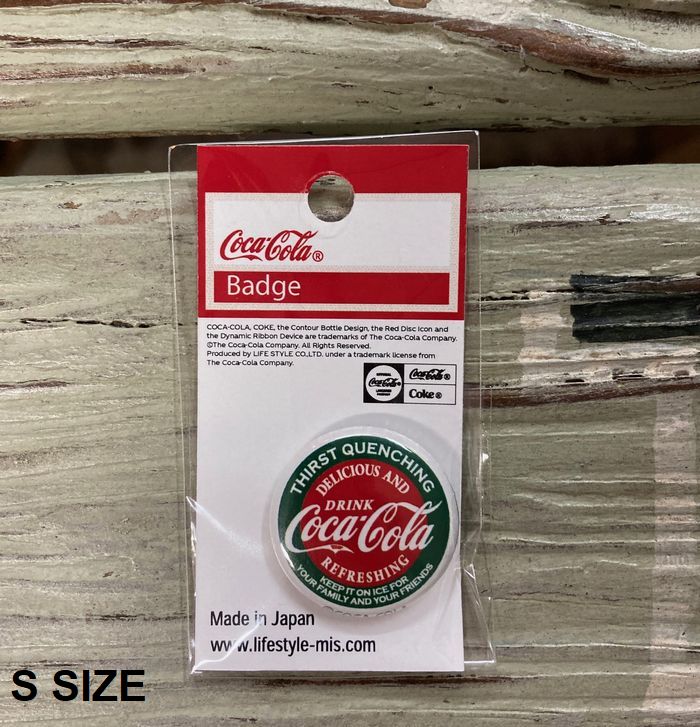 Coca-Cola®
Badge
COCA-COLA, COKE, the Contour Bottle Design, the Red Disc Icon and
the Dynamic Ribbon Device are trademarks of The Coca-Cola Company.
©The Coca-Cola Company. All Rights Reserved.
Produced by LIFE STYLE CO.,LTD. under a trademark license from
The Coca-Cola Company.
Coca-Cola®
Coca-Cola®
Coke®
THIRST QUENCHING
DELICIOUS AND
DRINK
Coca-Cola
REFRESHING
KEEP IT ON ICE FOR
YOUR FAMILY AND YOUR FRIENDS
Made in Japan
www.lifestyle-mis.com
S SIZE